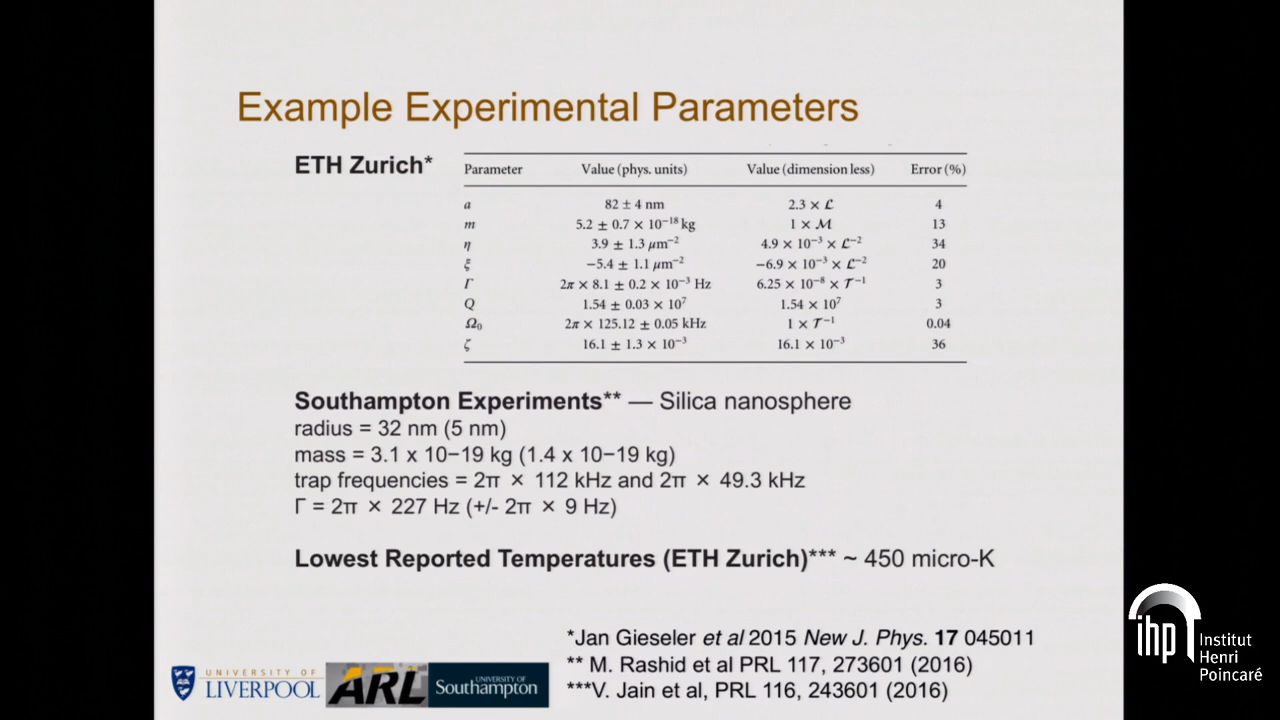 Example Experimental Parameters
ETH Zurich*
Parameter Value (phys. units) Value (dimension less) Error (%)
a 82 ± 4 nm 2.3 × ℒ 4
m 5.2 ± 0.7 × 10⁻¹⁸ kg 1 × ℳ 13
η 3.9 ± 1.3 μm⁻² 4.9 × 10⁻³ × ℒ⁻² 34
ξ −5.4 ± 1.1 μm⁻² −6.9 × 10⁻³ × ℒ⁻² 20
Γ 2π × 8.1 ± 0.2 × 10⁻³ Hz 6.25 × 10⁻⁸ × 𝒯⁻¹ 3
Q 1.54 ± 0.03 × 10⁷ 1.54 × 10⁷ 3
Ω₀ 2π × 125.12 ± 0.05 kHz 1 × 𝒯⁻¹ 0.04
ζ 16.1 ± 1.3 × 10⁻³ 16.1 × 10⁻³ 36
Southampton Experiments** — Silica nanosphere
radius = 32 nm (5 nm)
mass = 3.1 x 10−19 kg (1.4 x 10−19 kg)
trap frequencies = 2π × 112 kHz and 2π × 49.3 kHz
Γ = 2π × 227 Hz (+/- 2π × 9 Hz)
Lowest Reported Temperatures (ETH Zurich)*** ~ 450 micro-K
*Jan Gieseler et al 2015 New J. Phys. 17 045011
** M. Rashid et al PRL 117, 273601 (2016)
***V. Jain et al, PRL 116, 243601 (2016)
UNIVERSITY OF
LIVERPOOL
ARL
UNIVERSITY OF
Southampton
ihp
Institut
Henri
Poincaré